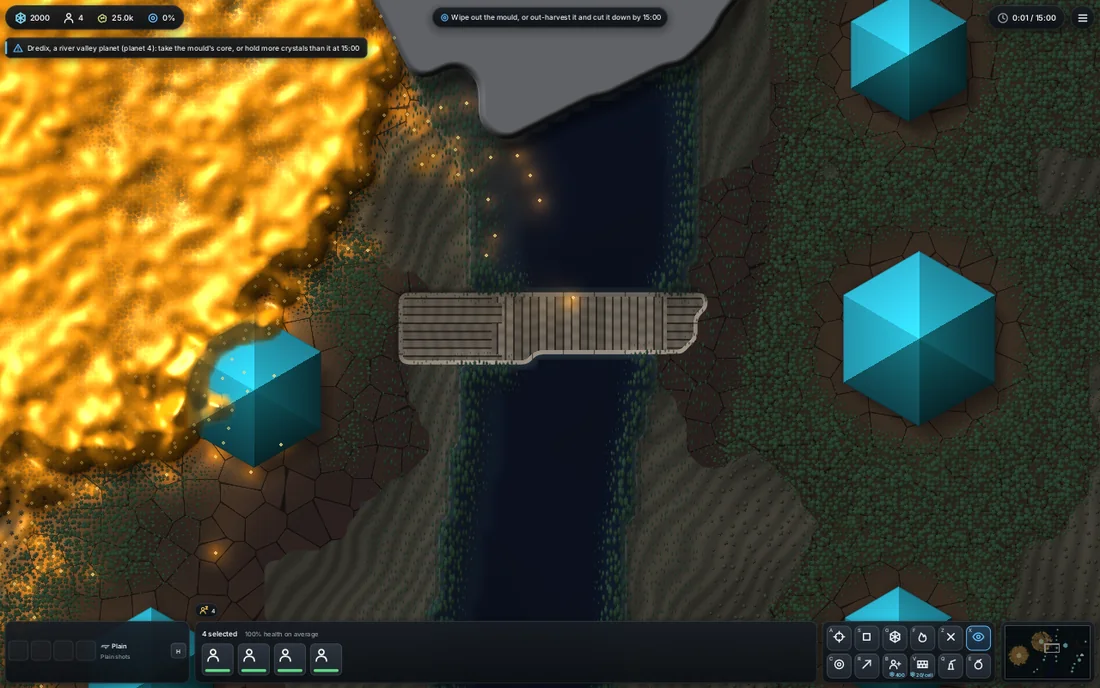 2000 4 25.0k 0%
Wipe out the mould, or out-harvest it and cut it down by 15:00
0:01 / 15:00
Dredix, a river valley planet (planet 4): take the mould's core, or hold more crystals than it at 15:00
4
Plain
Plain shots
H
4 selected 100% health on average
A S Z X
C V Q
400